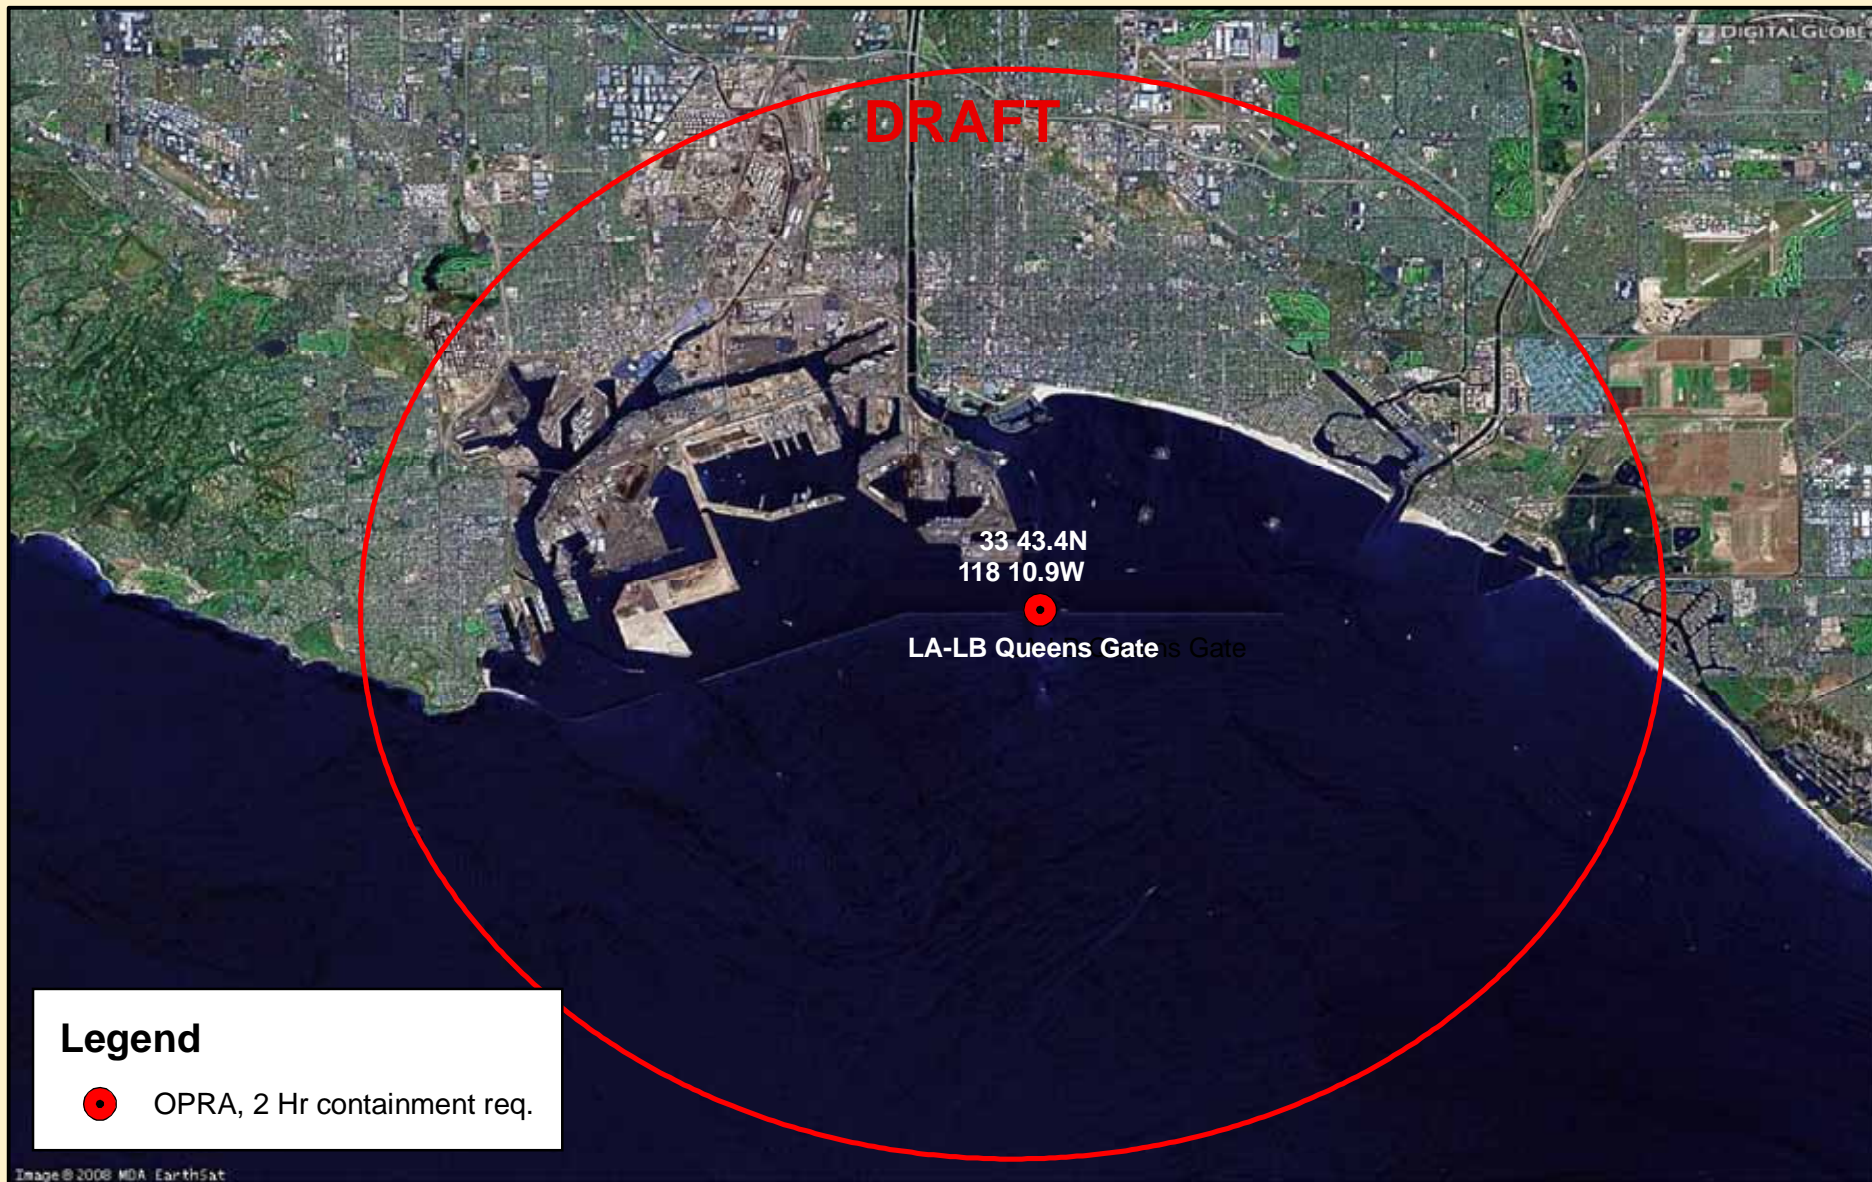 DIGITALGLOBE
DRAFT
33 43.4N
118 10.9W
LA-LB Queens Gate
Legend
OPRA, 2 Hr containment req.
Image © 2008 MDA EarthSat